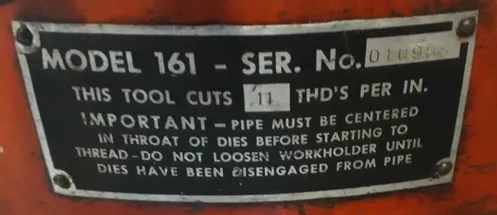 MODEL 161 - SER. No.
THIS TOOL CUTS 11 THD'S PER IN.
IMPORTANT - PIPE MUST BE CENTERED
IN THROAT OF DIES BEFORE STARTING TO
THREAD - DO NOT LOOSEN WORKHOLDER UNTIL
DIES HAVE BEEN DISENGAGED FROM PIPE